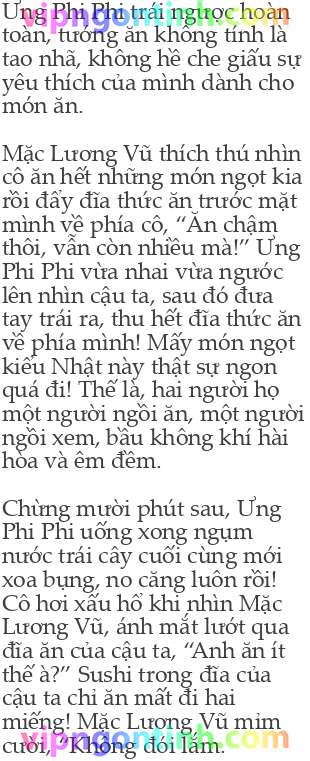 Ưng Phi Phi trái ngược hoàn
toàn, tướng ăn không tính là
tao nhã, không hề che giấu sự
yêu thích của mình dành cho
món ăn.
Mặc Lương Vũ thích thú nhìn
cô ăn hết những món ngọt kia
rồi đẩy đĩa thức ăn trước mặt
mình về phía cô, “Ăn chậm
thôi, vẫn còn nhiều mà!” Ưng
Phi Phi vừa nhai vừa ngước
lên nhìn cậu ta, sau đó đưa
tay trái ra, thu hết đĩa thức ăn
về phía mình! Mấy món ngọt
kiểu Nhật này thật sự ngon
quá đi! Thế là, hai người họ
một người ngồi ăn, một người
ngồi xem, bầu không khí hài
hòa và êm đềm.
Chừng mười phút sau, Ưng
Phi Phi uống xong ngụm
nước trái cây cuối cùng mới
xoa bụng, no căng luôn rồi!
Cô hơi xấu hổ khi nhìn Mặc
Lương Vũ, ánh mắt lướt qua
đĩa ăn của cậu ta, “Anh ăn ít
thế à?” Sushi trong đĩa của
cậu ta chỉ ăn mất đi hai
miếng! Mặc Lương Vũ mỉm
cười, “Không đói lắm.
vipngontinh.com
vipngontinh.com